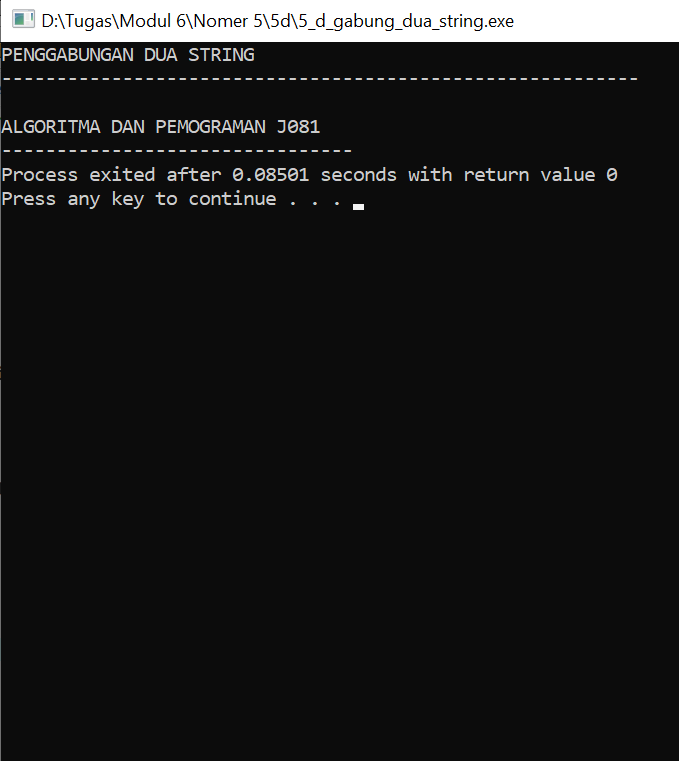 D:\Tugas\Modul 6\Nomer 5\5d\5_d_gabung_dua_string.exe
PENGGABUNGAN DUA STRING
----------------------------------------------------------
ALGORITMA DAN PEMOGRAMAN J081
--------------------------------
Process exited after 0.08501 seconds with return value 0
Press any key to continue . . .